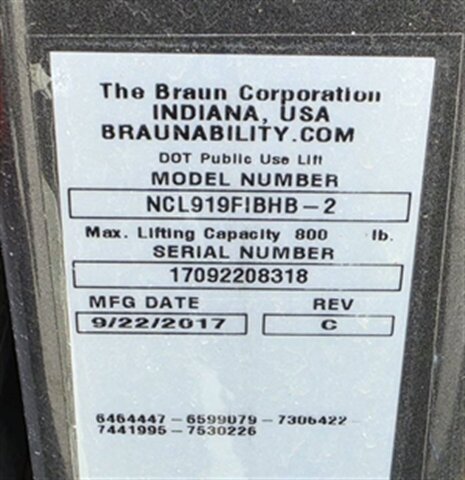 The Braun Corporation
INDIANA, USA
BRAUNABILITY.COM
DOT Public Use Lift
MODEL NUMBER
NCL919FIBHB-2
Max. Lifting Capacity 800 lb.
SERIAL NUMBER
17092208318
MFG DATE REV
9/22/2017 C
6464447-6599079-7306422-
7441995-7530226